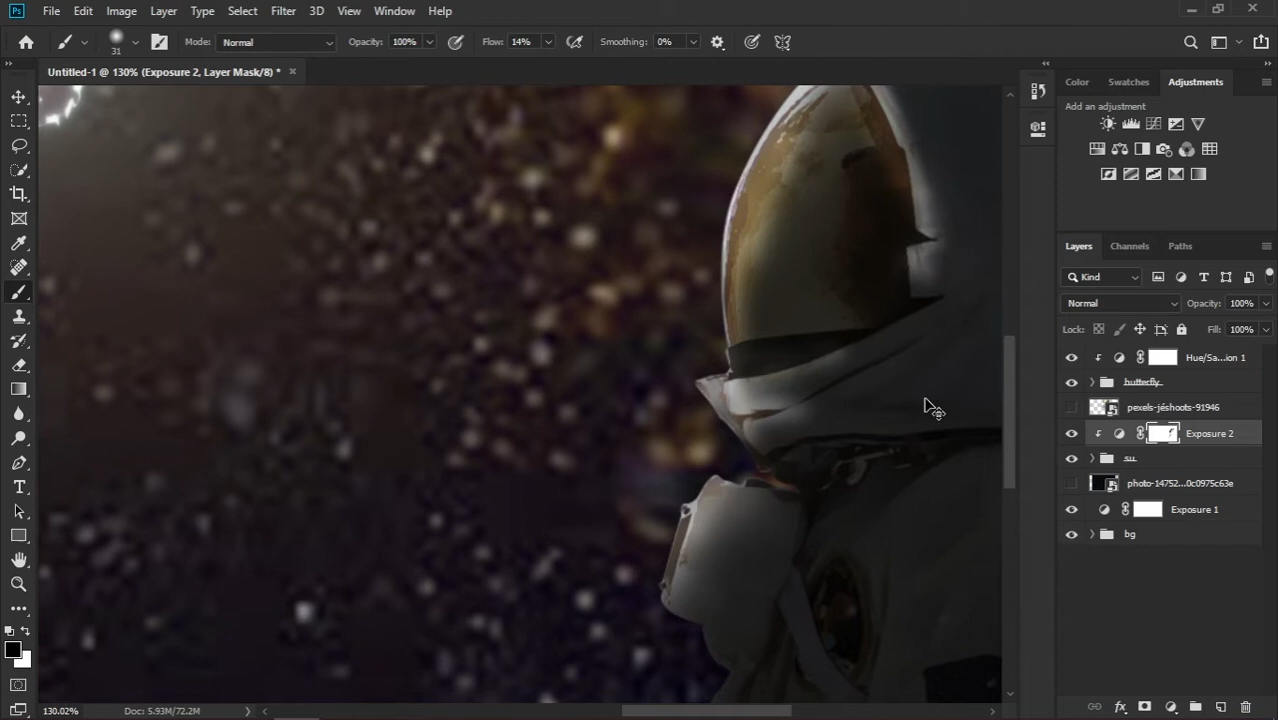 Ps File Edit Image Layer Type Select Filter 3D View Window Help
31 Mode: Normal Opacity: 100% Flow: 14% Smoothing: 0%
Untitled-1 @ 130% (Exposure 2, Layer Mask/8) *
Color Swatches Adjustments
Add an adjustment
Layers Channels Paths
Kind
Normal Opacity: 100%
Lock: Fill: 100%
Hue/Sa...ion 1
butterfly
pexels-jéshoots-91946
Exposure 2
photo-14752...0c0975c63e
Exposure 1
bg
130.02% Doc: 5.93M/72.2M